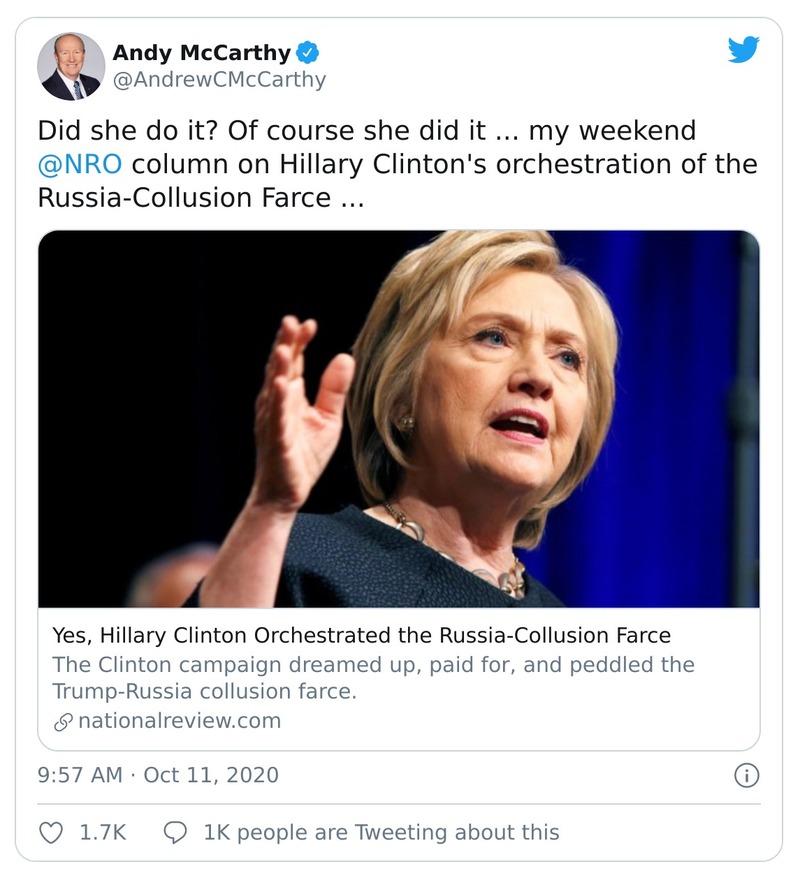 Andy McCarthy
@AndrewCMcCarthy
Did she do it? Of course she did it ... my weekend
@NRO column on Hillary Clinton's orchestration of the
Russia-Collusion Farce ...
Yes, Hillary Clinton Orchestrated the Russia-Collusion Farce
The Clinton campaign dreamed up, paid for, and peddled the
Trump-Russia collusion farce.
nationalreview.com
9:57 AM · Oct 11, 2020
1.7K 1K people are Tweeting about this